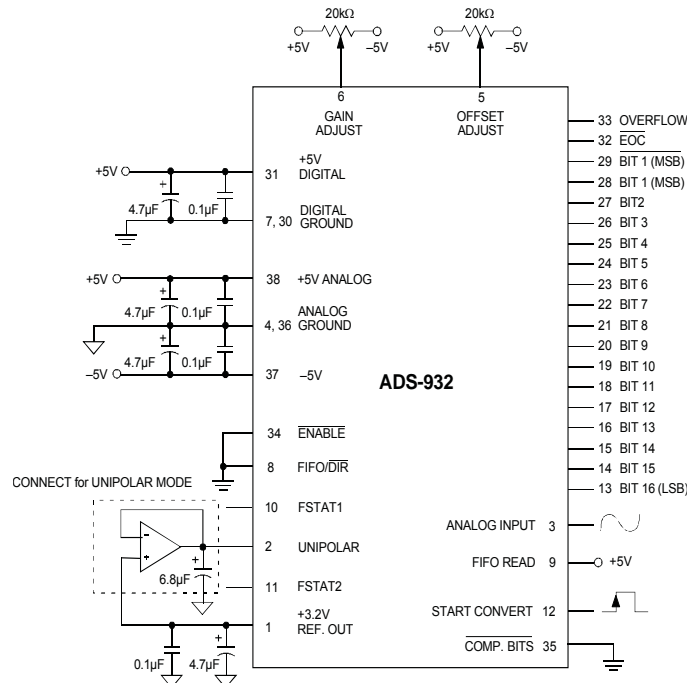 20kΩ 20kΩ
+5V –5V +5V –5V
6 5
GAIN ADJUST
OFFSET ADJUST
33 OVERFLOW
32 EOC
29 BIT 1 (MSB)
28 BIT 1 (MSB)
27 BIT2
26 BIT 3
25 BIT 4
24 BIT 5
23 BIT 6
22 BIT 7
21 BIT 8
20 BIT 9
19 BIT 10
18 BIT 11
17 BIT 12
16 BIT 13
15 BIT 14
14 BIT 15
13 BIT 16 (LSB)
+5V
31 +5V DIGITAL
+
4.7µF 0.1µF
7, 30 DIGITAL GROUND
+5V
38 +5V ANALOG
+
4.7µF 0.1µF
4, 36 ANALOG GROUND
+
4.7µF 0.1µF
–5V
37 –5V
ADS-932
34 ENABLE
8 FIFO/DIR
CONNECT for UNIPOLAR MODE
10 FSTAT1
2 UNIPOLAR
-
+
+
6.8µF
11 FSTAT2
1 +3.2V REF. OUT
+
0.1µF 4.7µF
ANALOG INPUT 3
FIFO READ 9 +5V
START CONVERT 12
COMP. BITS 35